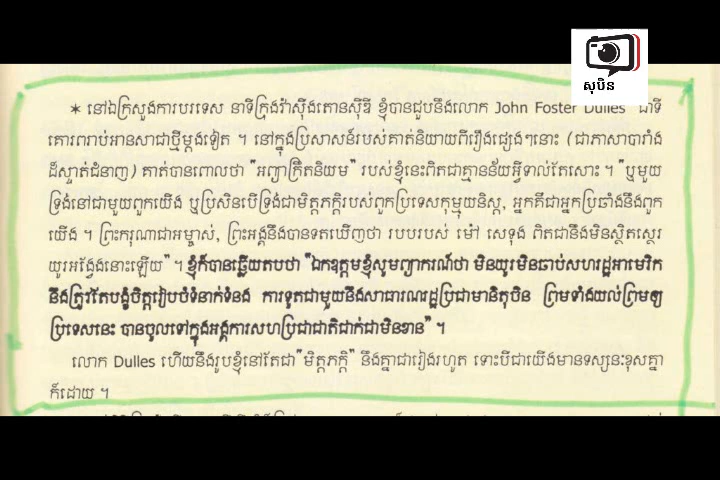 សុបិន
* នៅឯក្រសួងការបរទេស នាទីក្រុងវ៉ាស៊ីងតោនស៊ីឌី ខ្ញុំបានជួបនឹងលោក John Foster Dulles ជាទី
គោរពរាប់អានសាជាថ្មីម្ដងទៀត ។ នៅក្នុងប្រសាសន៍របស់គាត់និយាយពីរឿងផ្សេងៗនោះ (ជាភាសាបារាំង
ដ៏ស្ទាត់ជំនាញ) គាត់បានពោលថា "អញ្ញាក្រឹតនិយម" របស់ខ្ញុំនេះពិតជាគ្មានន័យអ្វីទាល់តែសោះ ។ "ឬមួយ
ទ្រង់នៅជាមួយពួកយើង ឬប្រសិនបើទ្រង់ជាមិត្តភក្តិរបស់ពួកប្រទេសកុម្មុយនិស្ត, អ្នកគឺជាអ្នកប្រឆាំងនឹងពួក
យើង ។ ព្រះករុណាជាអម្ចាស់, ព្រះអង្គនឹងបានទតឃើញថា របបរបស់ ម៉ៅ សេទុង ពិតជានឹងមិនស្ថិតស្ថេរ
យូរអង្វែងនោះឡើយ" ។ ខ្ញុំក៏បានឆ្លើយតបថា "ឯកឧត្តមខ្ញុំសូមព្យាករណ៍ថា មិនយូរមិនឆាប់សហរដ្ឋអាមេរិក
នឹងត្រូវតែបង្ខំចិត្តរៀបចំទំនាក់ទំនង ការទូតជាមួយនឹងសាធារណរដ្ឋប្រជាមានិតចិន ព្រមទាំងយល់ព្រមឲ្យ
ប្រទេសនេះ បានចូលទៅក្នុងអង្គការសហប្រជាជាតិជាក់ជាមិនខាន" ។
លោក Dulles ហើយនឹងរូបខ្ញុំនៅតែជា "មិត្តភក្តិ" នឹងគ្នាជារៀងរហូត ទោះបីជាយើងមានទស្សនៈខុសគ្នា
ក៏ដោយ ។